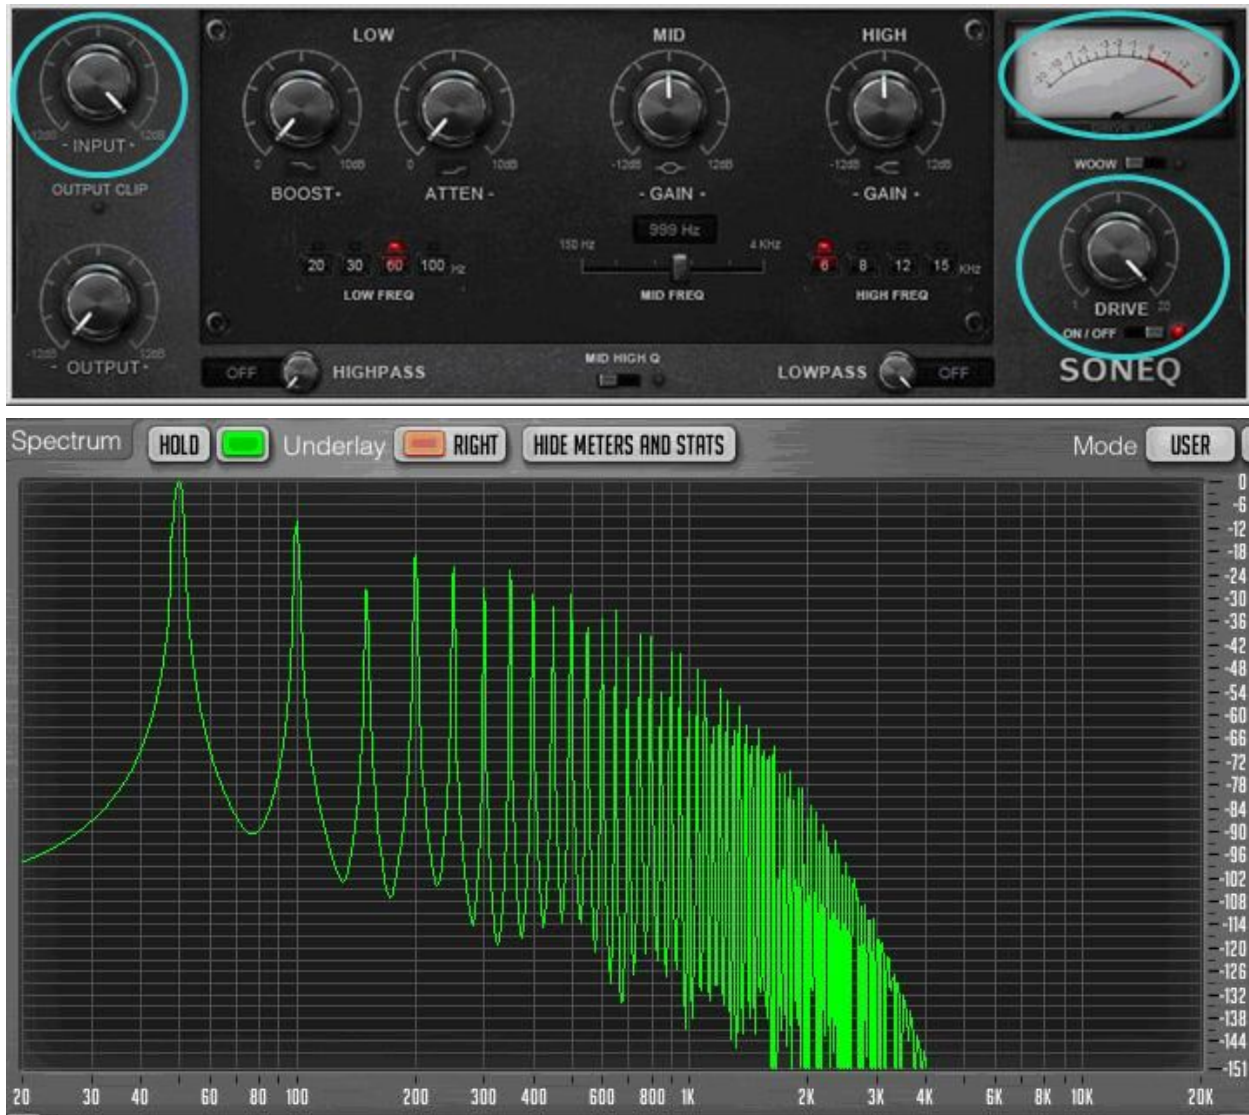 LOW MID HIGH
-20 -10
12dB 12dB
- INPUT -
OUTPUT CLIP
0 10dB 0 10dB -12dB 12dB -12dB 12dB
BOOST - ATTEN - - GAIN - - GAIN -
WOOW
999 Hz
150 Hz 4 KHz
20 30 60 100 Hz 6 8 12 15 KHz
LOW FREQ MID FREQ HIGH FREQ
1 20
DRIVE
ON / OFF
-12dB 12dB
- OUTPUT -
OFF HIGHPASS MID HIGH Q LOWPASS OFF
SONEQ
Spectrum HOLD Underlay RIGHT HIDE METERS AND STATS Mode USER
0
-6
-12
-18
-24
-30
-36
-42
-48
-54
-60
-66
-72
-78
-84
-90
-96
-102
-108
-114
-120
-126
-132
-138
-144
-151
20 30 40 60 80 100 200 400 600 800 1K 2K 3K 4K 6K 8K 10K 20K